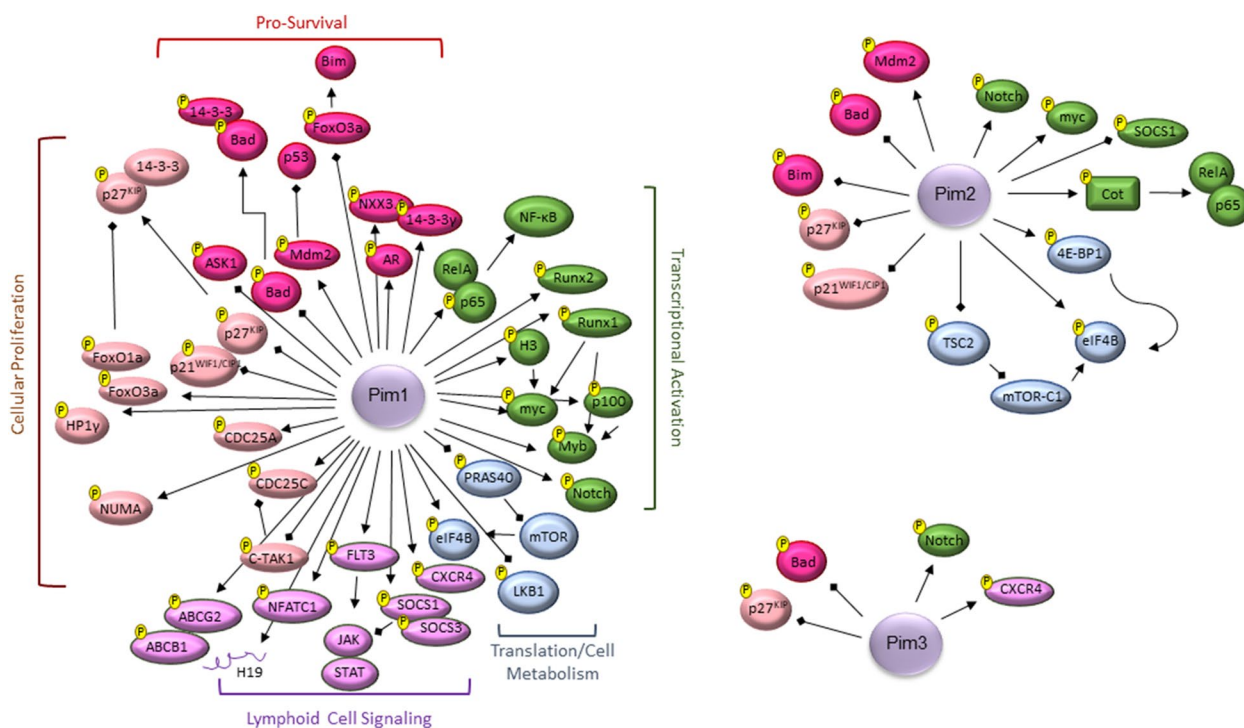 Pro-Survival
Bim
P
14-3-3
P
Bad
P
FoxO3a
p53
Cellular Proliferation
P
14-3-3
p27KIP
P
NXX3.
P
14-3-3γ
P
ASK1
P
Mdm2
P
AR
P
Bad
RelA
P
p65
NF-κB
P
Runx2
P
Runx1
P
H3
P
p27KIP
P
p21WIF1/CIP1
P
FoxO1a
P
FoxO3a
P
HP1γ
Pim1
myc
P
p100
P
Myb
P
Notch
Transcriptional Activation
P
CDC25A
P
CDC25C
P
NUMA
P
C-TAK1
P
PRAS40
P
eIF4B
mTOR
P
LKB1
Translation/Cell
Metabolism
P
FLT3
P
CXCR4
P
SOCS1
P
SOCS3
JAK
STAT
P
NFATC1
P
ABCG2
P
ABCB1
H19
Lymphoid Cell Signaling
P
Mdm2
P
Notch
P
myc
P
SOCS1
P
Bad
P
Bim
Pim2
P
Cot
RelA
P
p65
P
p27KIP
P
p21WIF1/CIP1
P
4E-BP1
P
TSC2
P
eIF4B
mTOR-C1
P
Bad
P
Notch
P
CXCR4
P
p27KIP
Pim3